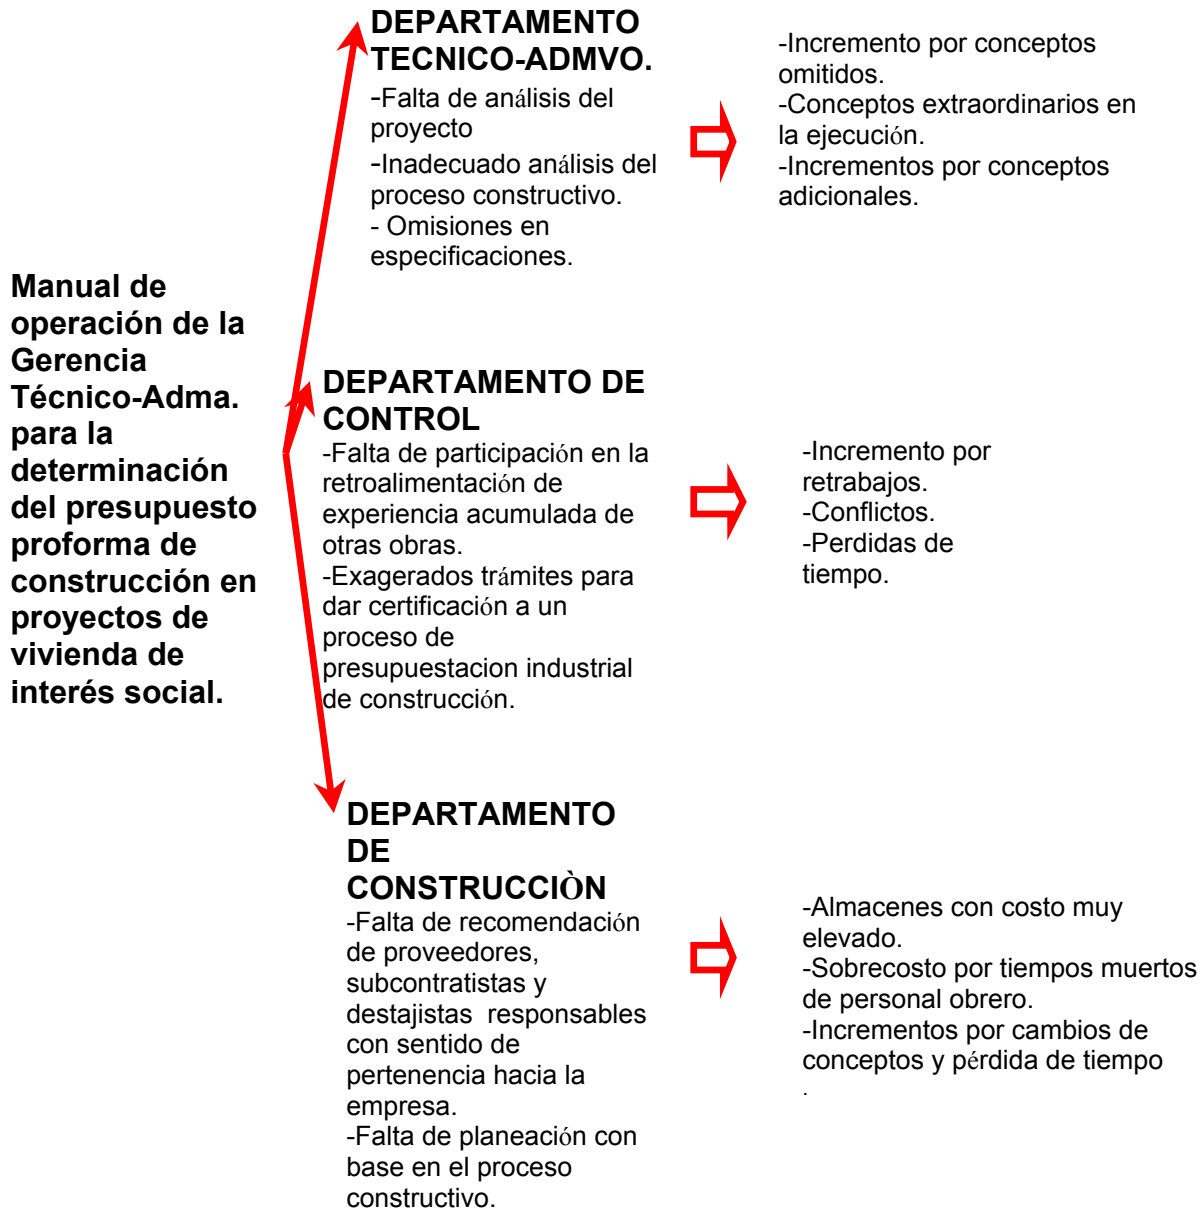 Manual de
operación de la
Gerencia
Técnico-Adma.
para la
determinación
del presupuesto
proforma de
construcción en
proyectos de
vivienda de
interés social.
DEPARTAMENTO
TECNICO-ADMVO.
-Falta de análisis del
proyecto
-Inadecuado análisis del
proceso constructivo.
- Omisiones en
especificaciones.
-Incremento por conceptos
omitidos.
-Conceptos extraordinarios en
la ejecución.
-Incrementos por conceptos
adicionales.
DEPARTAMENTO DE
CONTROL
-Falta de participación en la
retroalimentación de
experiencia acumulada de
otras obras.
-Exagerados trámites para
dar certificación a un
proceso de
presupuestacion industrial
de construcción.
-Incremento por
retrabajos.
-Conflictos.
-Perdidas de
tiempo.
DEPARTAMENTO
DE
CONSTRUCCIÒN
-Falta de recomendación
de proveedores,
subcontratistas y
destajistas  responsables
con sentido de
pertenencia hacia la
empresa.
-Falta de planeación con
base en el proceso
constructivo.
-Almacenes con costo muy
elevado.
-Sobrecosto por tiempos muertos
de personal obrero.
-Incrementos por cambios de
conceptos y pérdida de tiempo
.